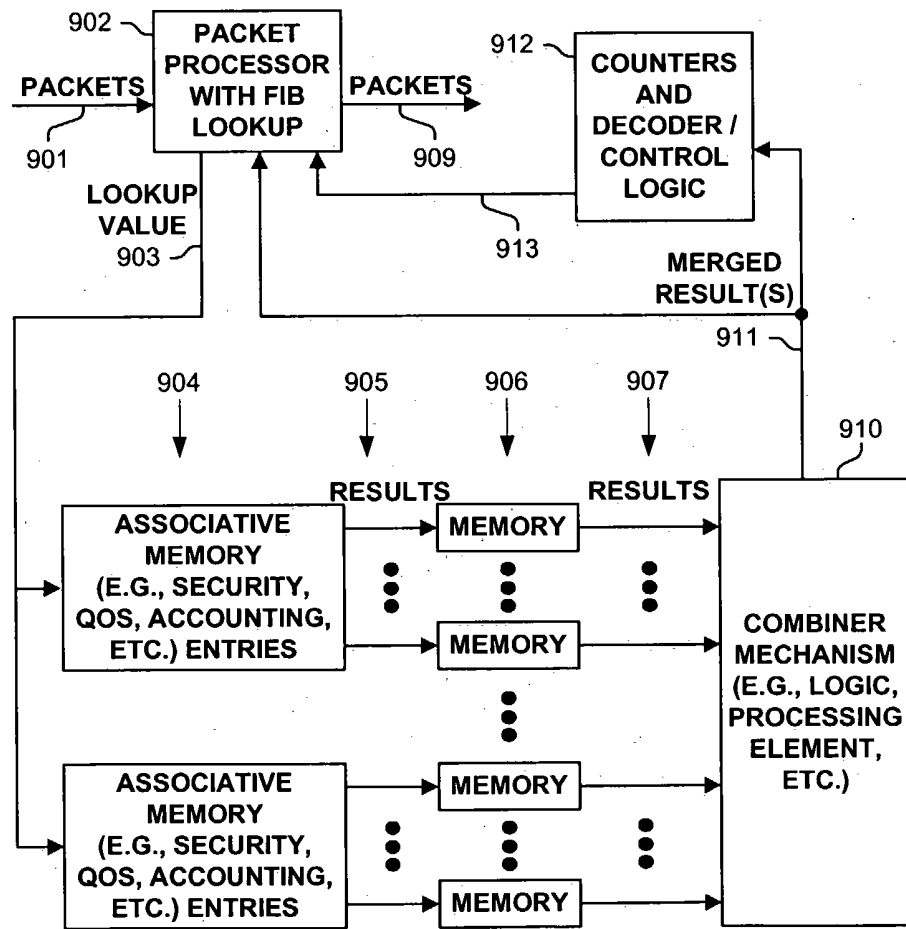 902
PACKET
PROCESSOR
WITH FIB
LOOKUP
PACKETS
901
PACKETS
909
912
COUNTERS
AND
DECODER /
CONTROL
LOGIC
LOOKUP
VALUE
903
913
MERGED
RESULT(S)
911
904
905
906
907
910
RESULTS
RESULTS
ASSOCIATIVE
MEMORY
(E.G., SECURITY,
QOS, ACCOUNTING,
ETC.) ENTRIES
MEMORY
MEMORY
COMBINER
MECHANISM
(E.G., LOGIC,
PROCESSING
ELEMENT,
ETC.)
ASSOCIATIVE
MEMORY
(E.G., SECURITY,
QOS, ACCOUNTING,
ETC.) ENTRIES
MEMORY
MEMORY